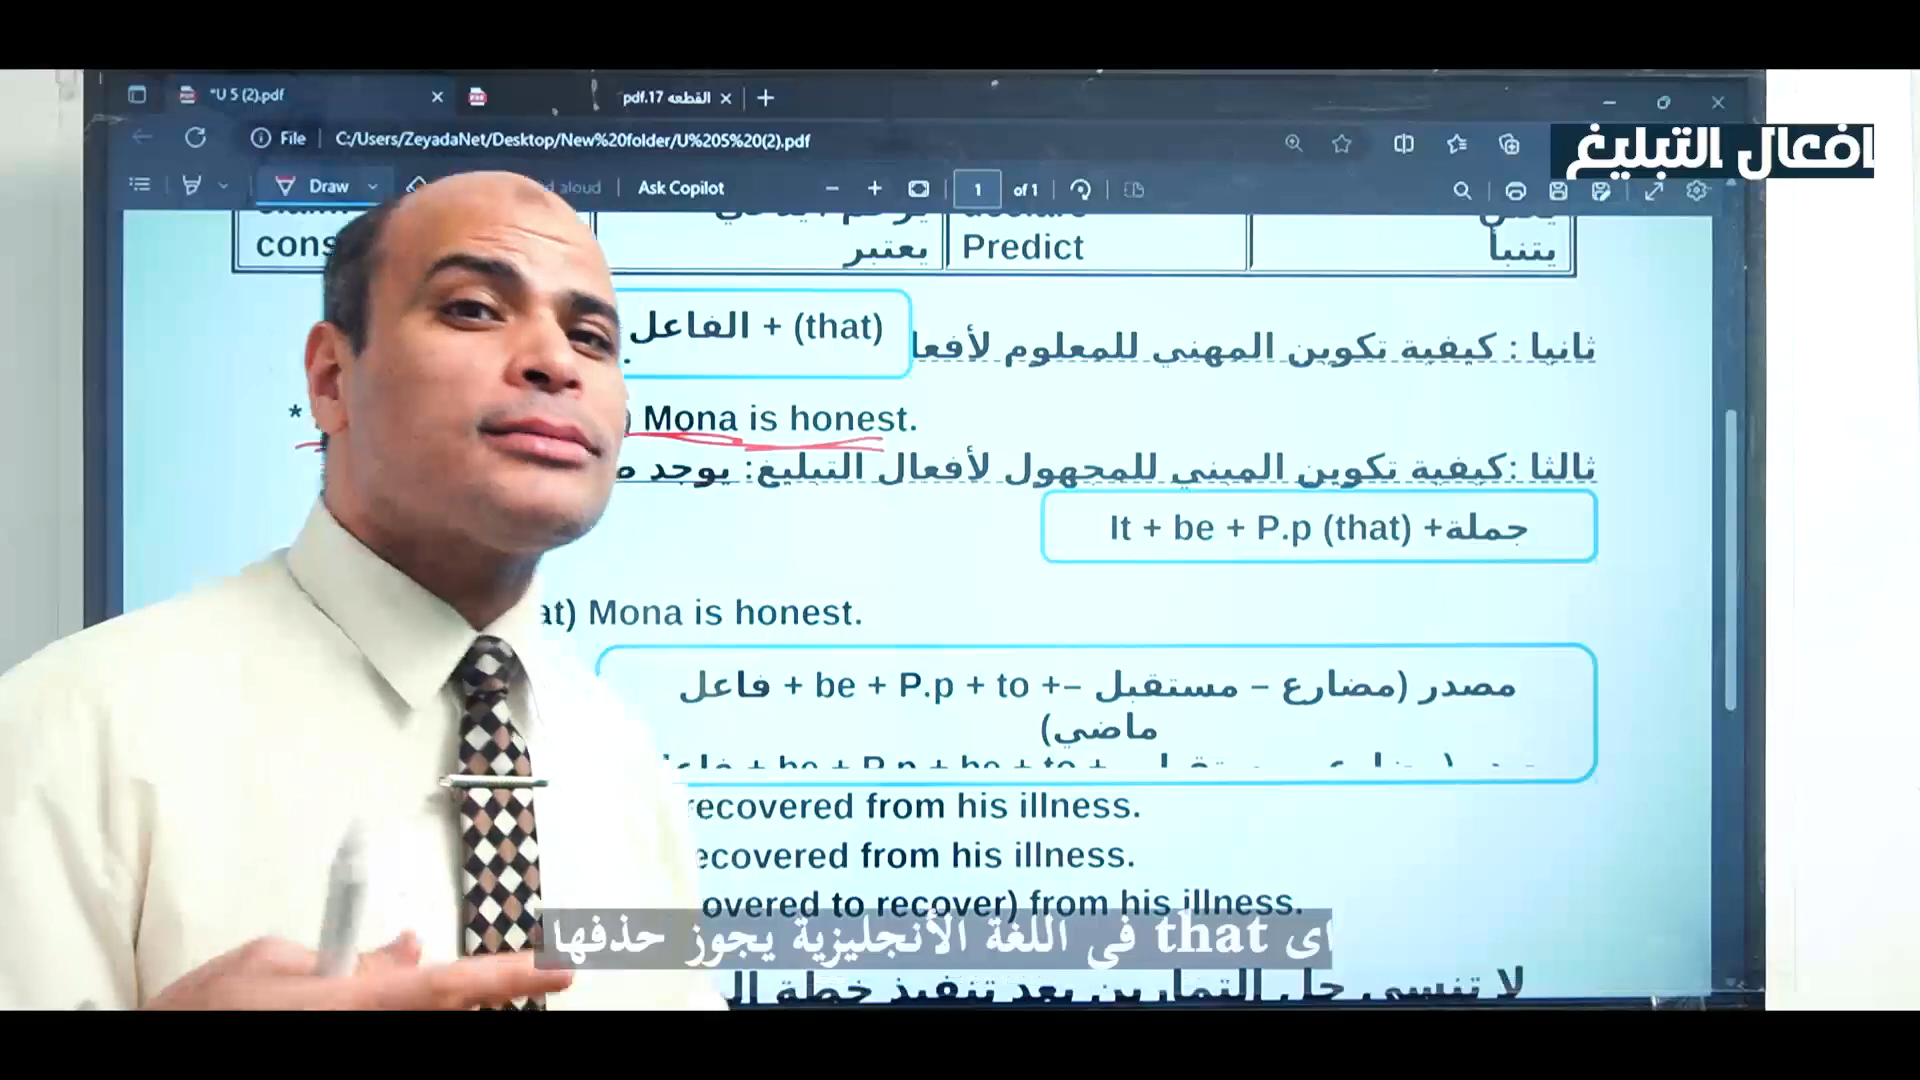 *U 5 (2).pdf
القطعه 17.pdf
File
C:/Users/ZeyadaNet/Desktop/New%20folder/U%205%20(2).pdf
افعال التبليغ
Draw
aloud
Ask Copilot
1
of 1
cons
يعتبر
Predict
يتنبأ
(that) + الفاعل
ثانيا : كيفية تكوين المهني للمعلوم لأفعا
* Mona is honest.
ثالثا :كيفية تكوين المبني للمجهول لأفعال التبليغ: يوجد
It + be + P.p (that) +جملة
at) Mona is honest.
مصدر (مضارع – مستقبل –+ be + P.p + to + فاعل
ماضي)
recovered from his illness.
ecovered from his illness.
overed to recover) from his illness.
اى that فى اللغة الأنجليزية يجوز حذفها
لا تنسى حل التمارين بعد تنفيذ خطة